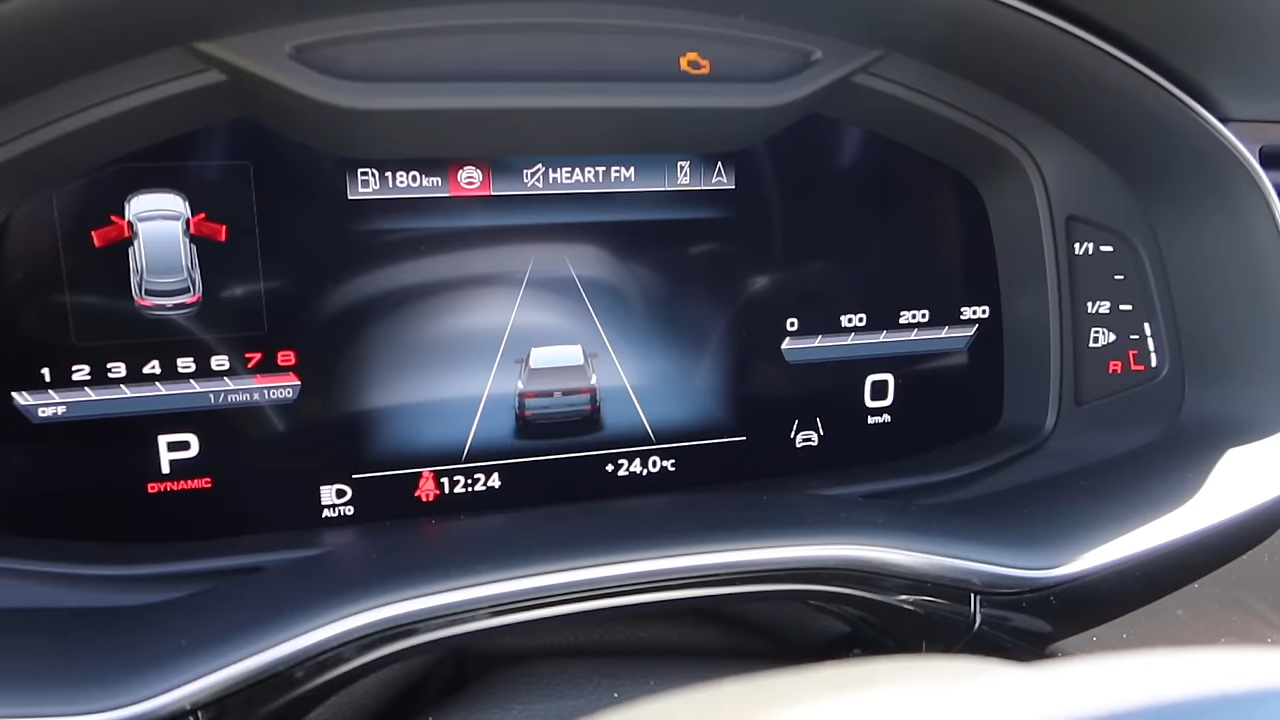 180km HEART FM
1 2 3 4 5 6 7 8
OFF 1 / min x 1000
P
DYNAMIC
AUTO
12:24 +24,0°C
0 100 200 300
0
km/h
1/1
1/2
R